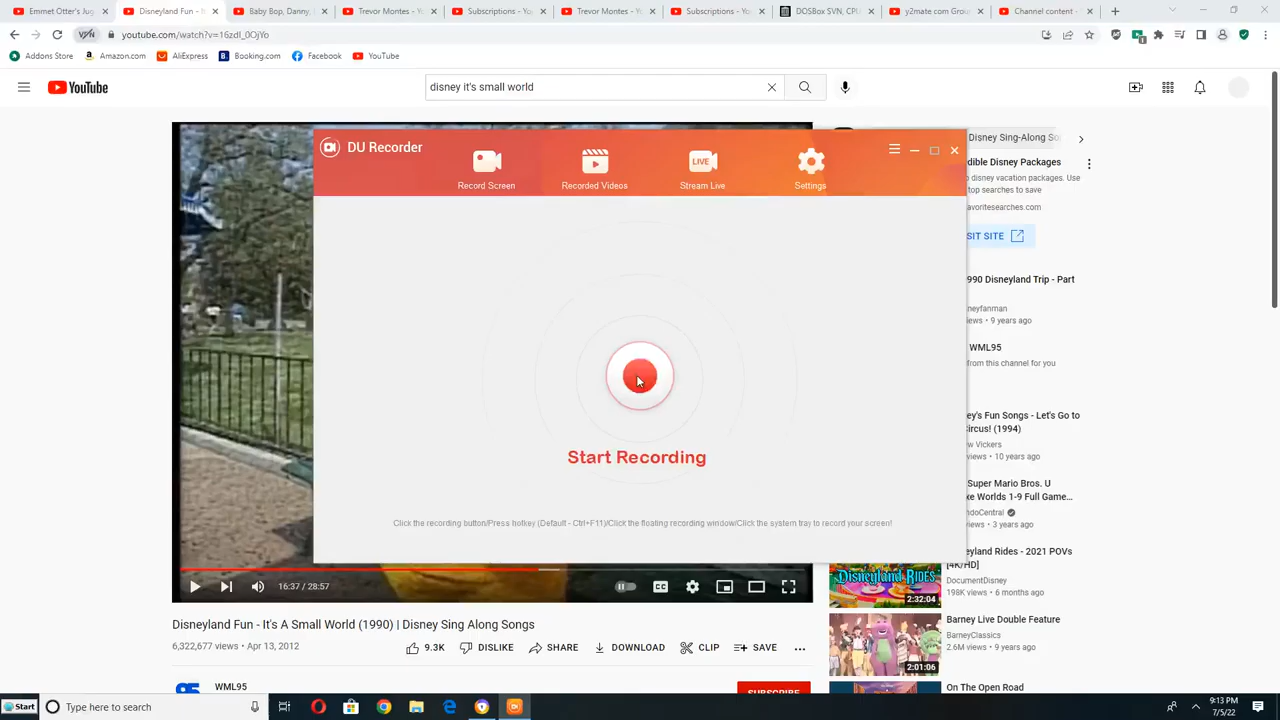 Emmet Otter's Jug
Disneyland Fun - I
Baby Bop, Danny,
Trevor Montes - Yo
Subscriptions - Yo
Trevor Montes - Yo
Subscriptions - Yo
DOSBox SVN, CPU
y2mate.com Group
Channel content -
youtube.com/watch?v=16zdI_0OjYo
Addons Store
Amazon.com
AliExpress
Booking.com
Facebook
YouTube
YouTube
disney it's small world
DU Recorder
Record Screen
Recorded Videos
LIVE
Stream Live
Settings
Start Recording
Click the recording button/Press hotkey (Default - Ctrl+F11)/Click the floating recording window/Click the system tray to record your screen!
Disney Sing-Along So
dible Disney Packages
disney vacation packages. Use
top searches to save
avoritesearches.com
SIT SITE
990 Disneyland Trip - Part
neyfanman
iews • 9 years ago
WML95
from this channel for you
ey's Fun Songs - Let's Go to
Circus! (1994)
ew Vickers
views • 10 years ago
Super Mario Bros. U
xe Worlds 1-9 Full Game...
ndoCentral
iews • 3 years ago
eyland Rides - 2021 POVs
[4K/HD]
DocumentDisney
198K views • 6 months ago
DISNEYLAND RIDES
2:32:04
Barney Live Double Feature
BarneyClassics
2.6M views • 9 years ago
2:01:06
On The Open Road
16:37 / 28:57
CC
Disneyland Fun - It's A Small World (1990) | Disney Sing Along Songs
6,322,677 views • Apr 13, 2012
9.3K
DISLIKE
SHARE
DOWNLOAD
CLIP
SAVE
95
WML95
SUBSCRIBE
Start
Type here to search
9:13 PM
7/5/22